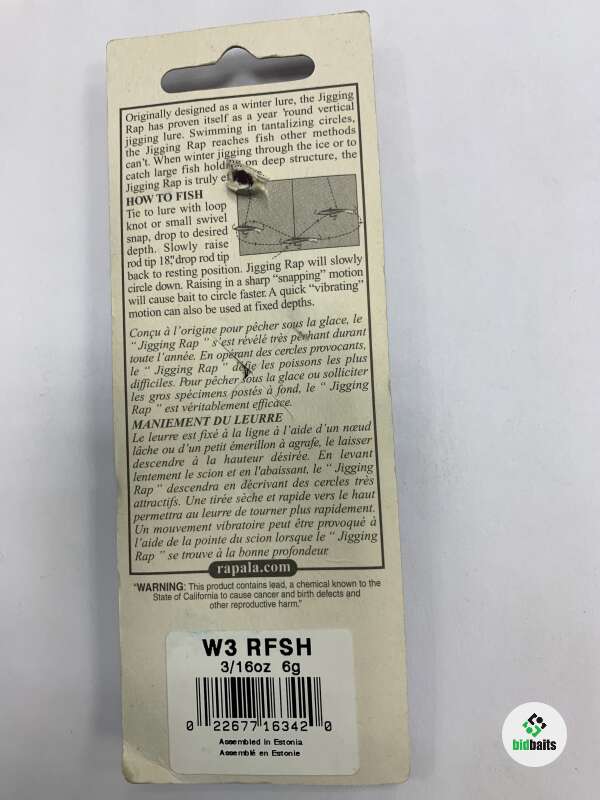 Originally designed as a winter lure, the Jigging
Rap has proven itself as a year 'round vertical
jigging lure. Swimming in tantalizing circles,
the Jigging Rap reaches fish other methods
can't. When winter jigging through the ice or to
catch large fish holding on deep structure, the
Jigging Rap is truly
HOW TO FISH
Tie to lure with loop
knot or small swivel
snap, drop to desired
depth. Slowly raise
rod tip 18", drop rod tip
back to resting position. Jigging Rap will slowly
circle down. Raising in a sharp "snapping" motion
will cause bait to circle faster. A quick "vibrating"
motion can also be used at fixed depths.
Conçu à l'origine pour pêcher sous la glace, le
" Jigging Rap " s'est révélé très pêchant durant
toute l'année. En opérant des cercles provocants,
le " Jigging Rap " défie les poissons les plus
difficiles. Pour pêcher sous la glace ou solliciter
les gros spécimens postés à fond, le " Jigging
Rap " est véritablement efficace.
MANIEMENT DU LEURRE
Le leurre est fixé à la ligne à l'aide d'un nœud
lâche ou d'un petit émerillon à agrafe, le laisser
descendre à la hauteur désirée. En levant
lentement le scion et en l'abaissant, le " Jigging
Rap " descendra en décrivant des cercles très
attractifs. Une tirée sèche et rapide vers le haut
permettra au leurre de tourner plus rapidement.
Un mouvement vibratoire peut être provoqué à
l'aide de la pointe du scion lorsque le " Jigging
Rap " se trouve à la bonne profondeur.
rapala.com
"WARNING: This product contains lead, a chemical known to the
State of California to cause cancer and birth defects and
other reproductive harm."
W3 RFSH
3/16oz 6g
0 22677 16342 0
Assembled in Estonia
Assemblé en Estonie
bidbaits